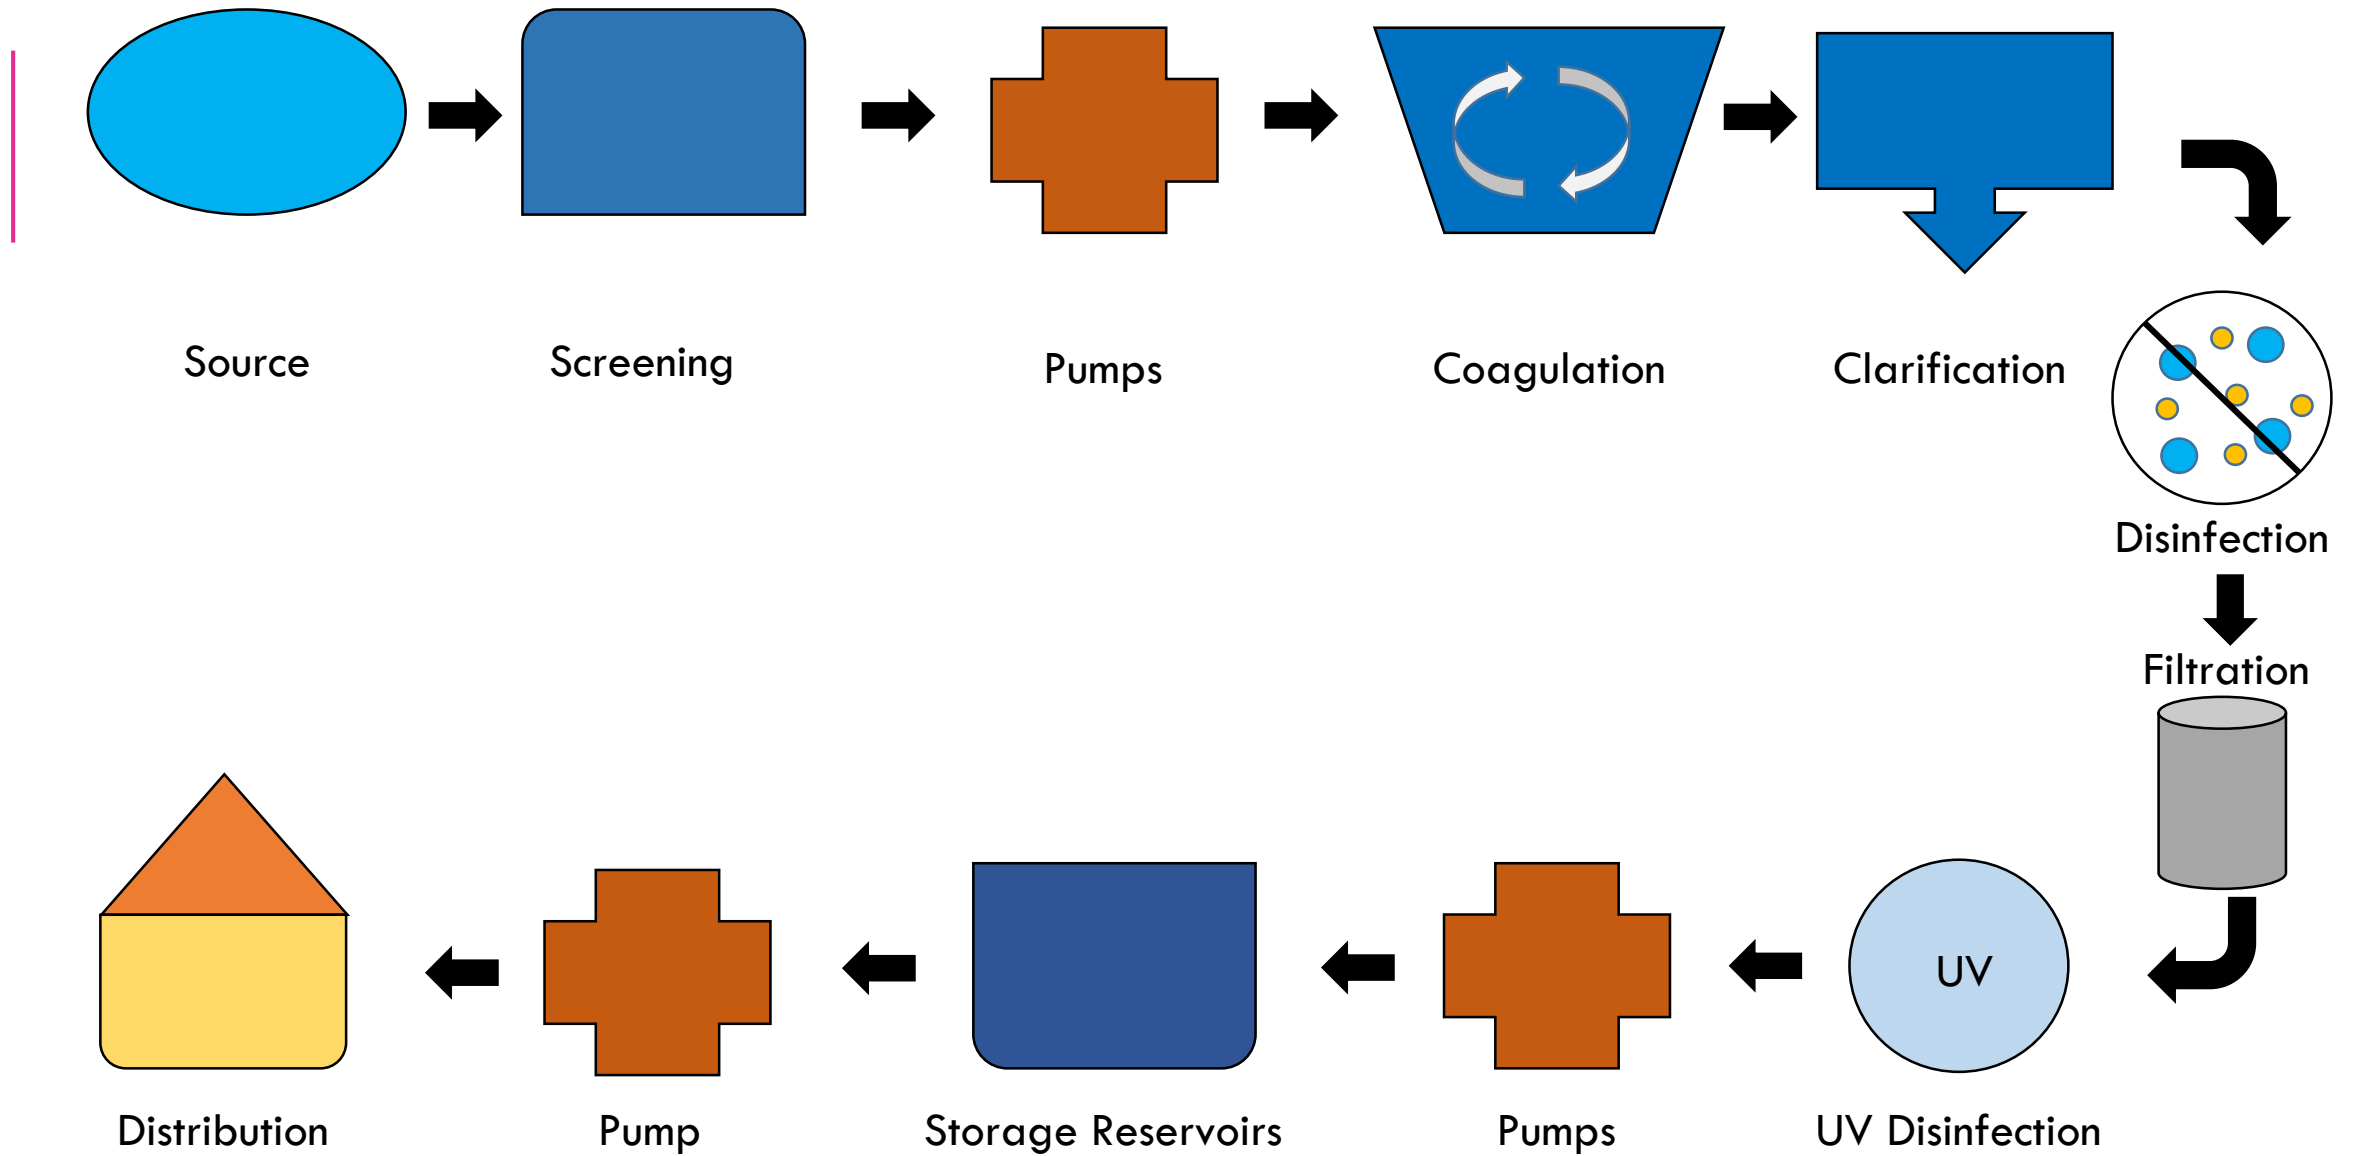 Source
Screening
Pumps
Coagulation
Clarification
Disinfection
Filtration
UV
UV Disinfection
Pumps
Storage Reservoirs
Pump
Distribution